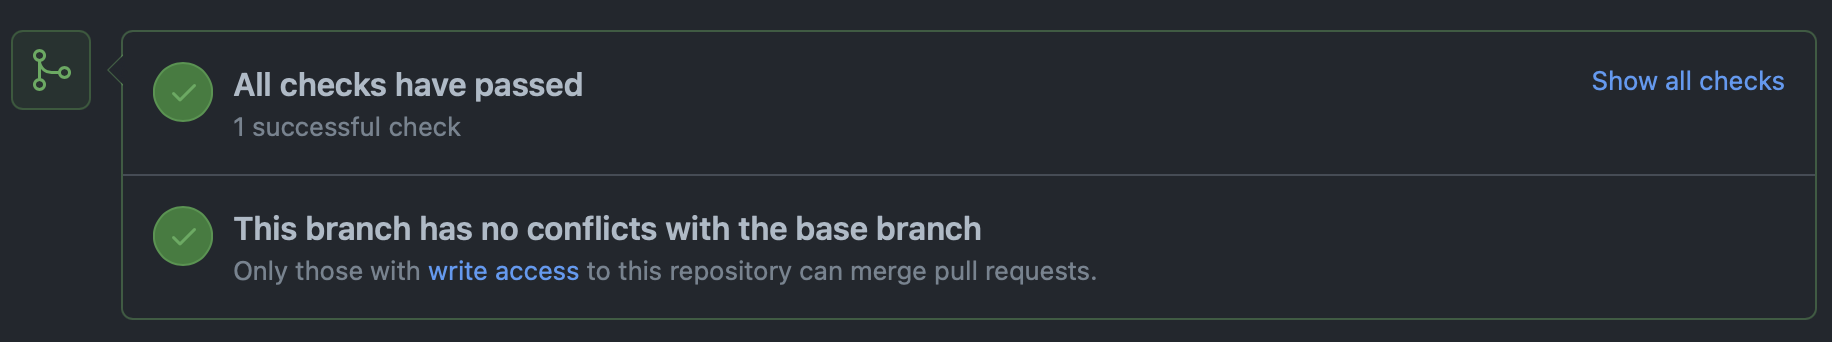 All checks have passed
Show all checks
1 successful check
This branch has no conflicts with the base branch
Only those with write access to this repository can merge pull requests.